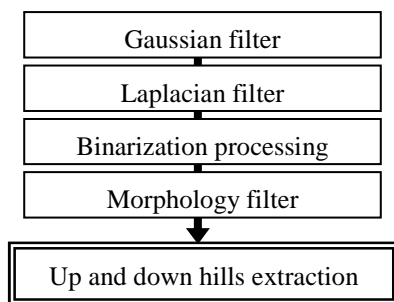 Gaussian filter
Laplacian filter
Binarization processing
Morphology filter
Up and down hills extraction